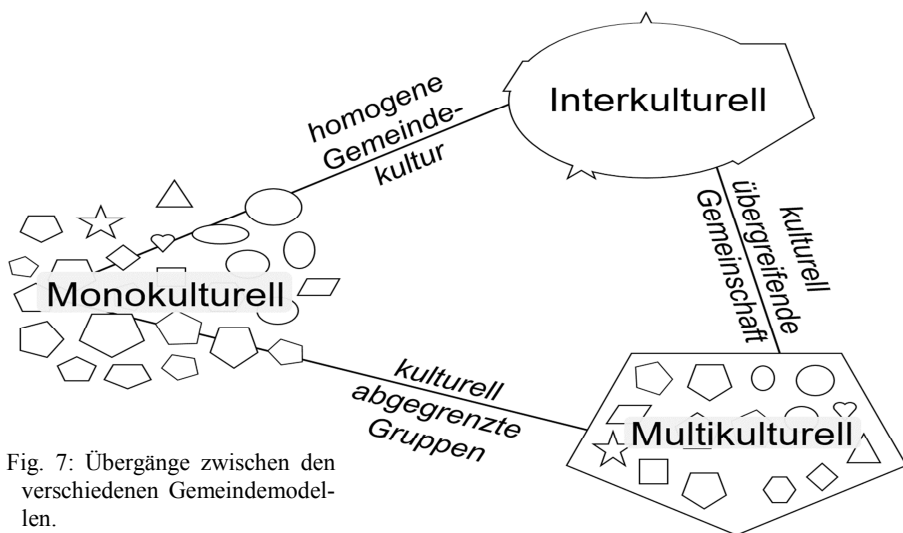 Interkulturell
homogene
Gemeinde-
kultur
kulturell
übergreifende
Gemeinschaft
Monokulturell
kulturell
abgegrenzte
Gruppen
Multikulturell
Fig. 7: Übergänge zwischen den
verschiedenen Gemeindemodel-
len.